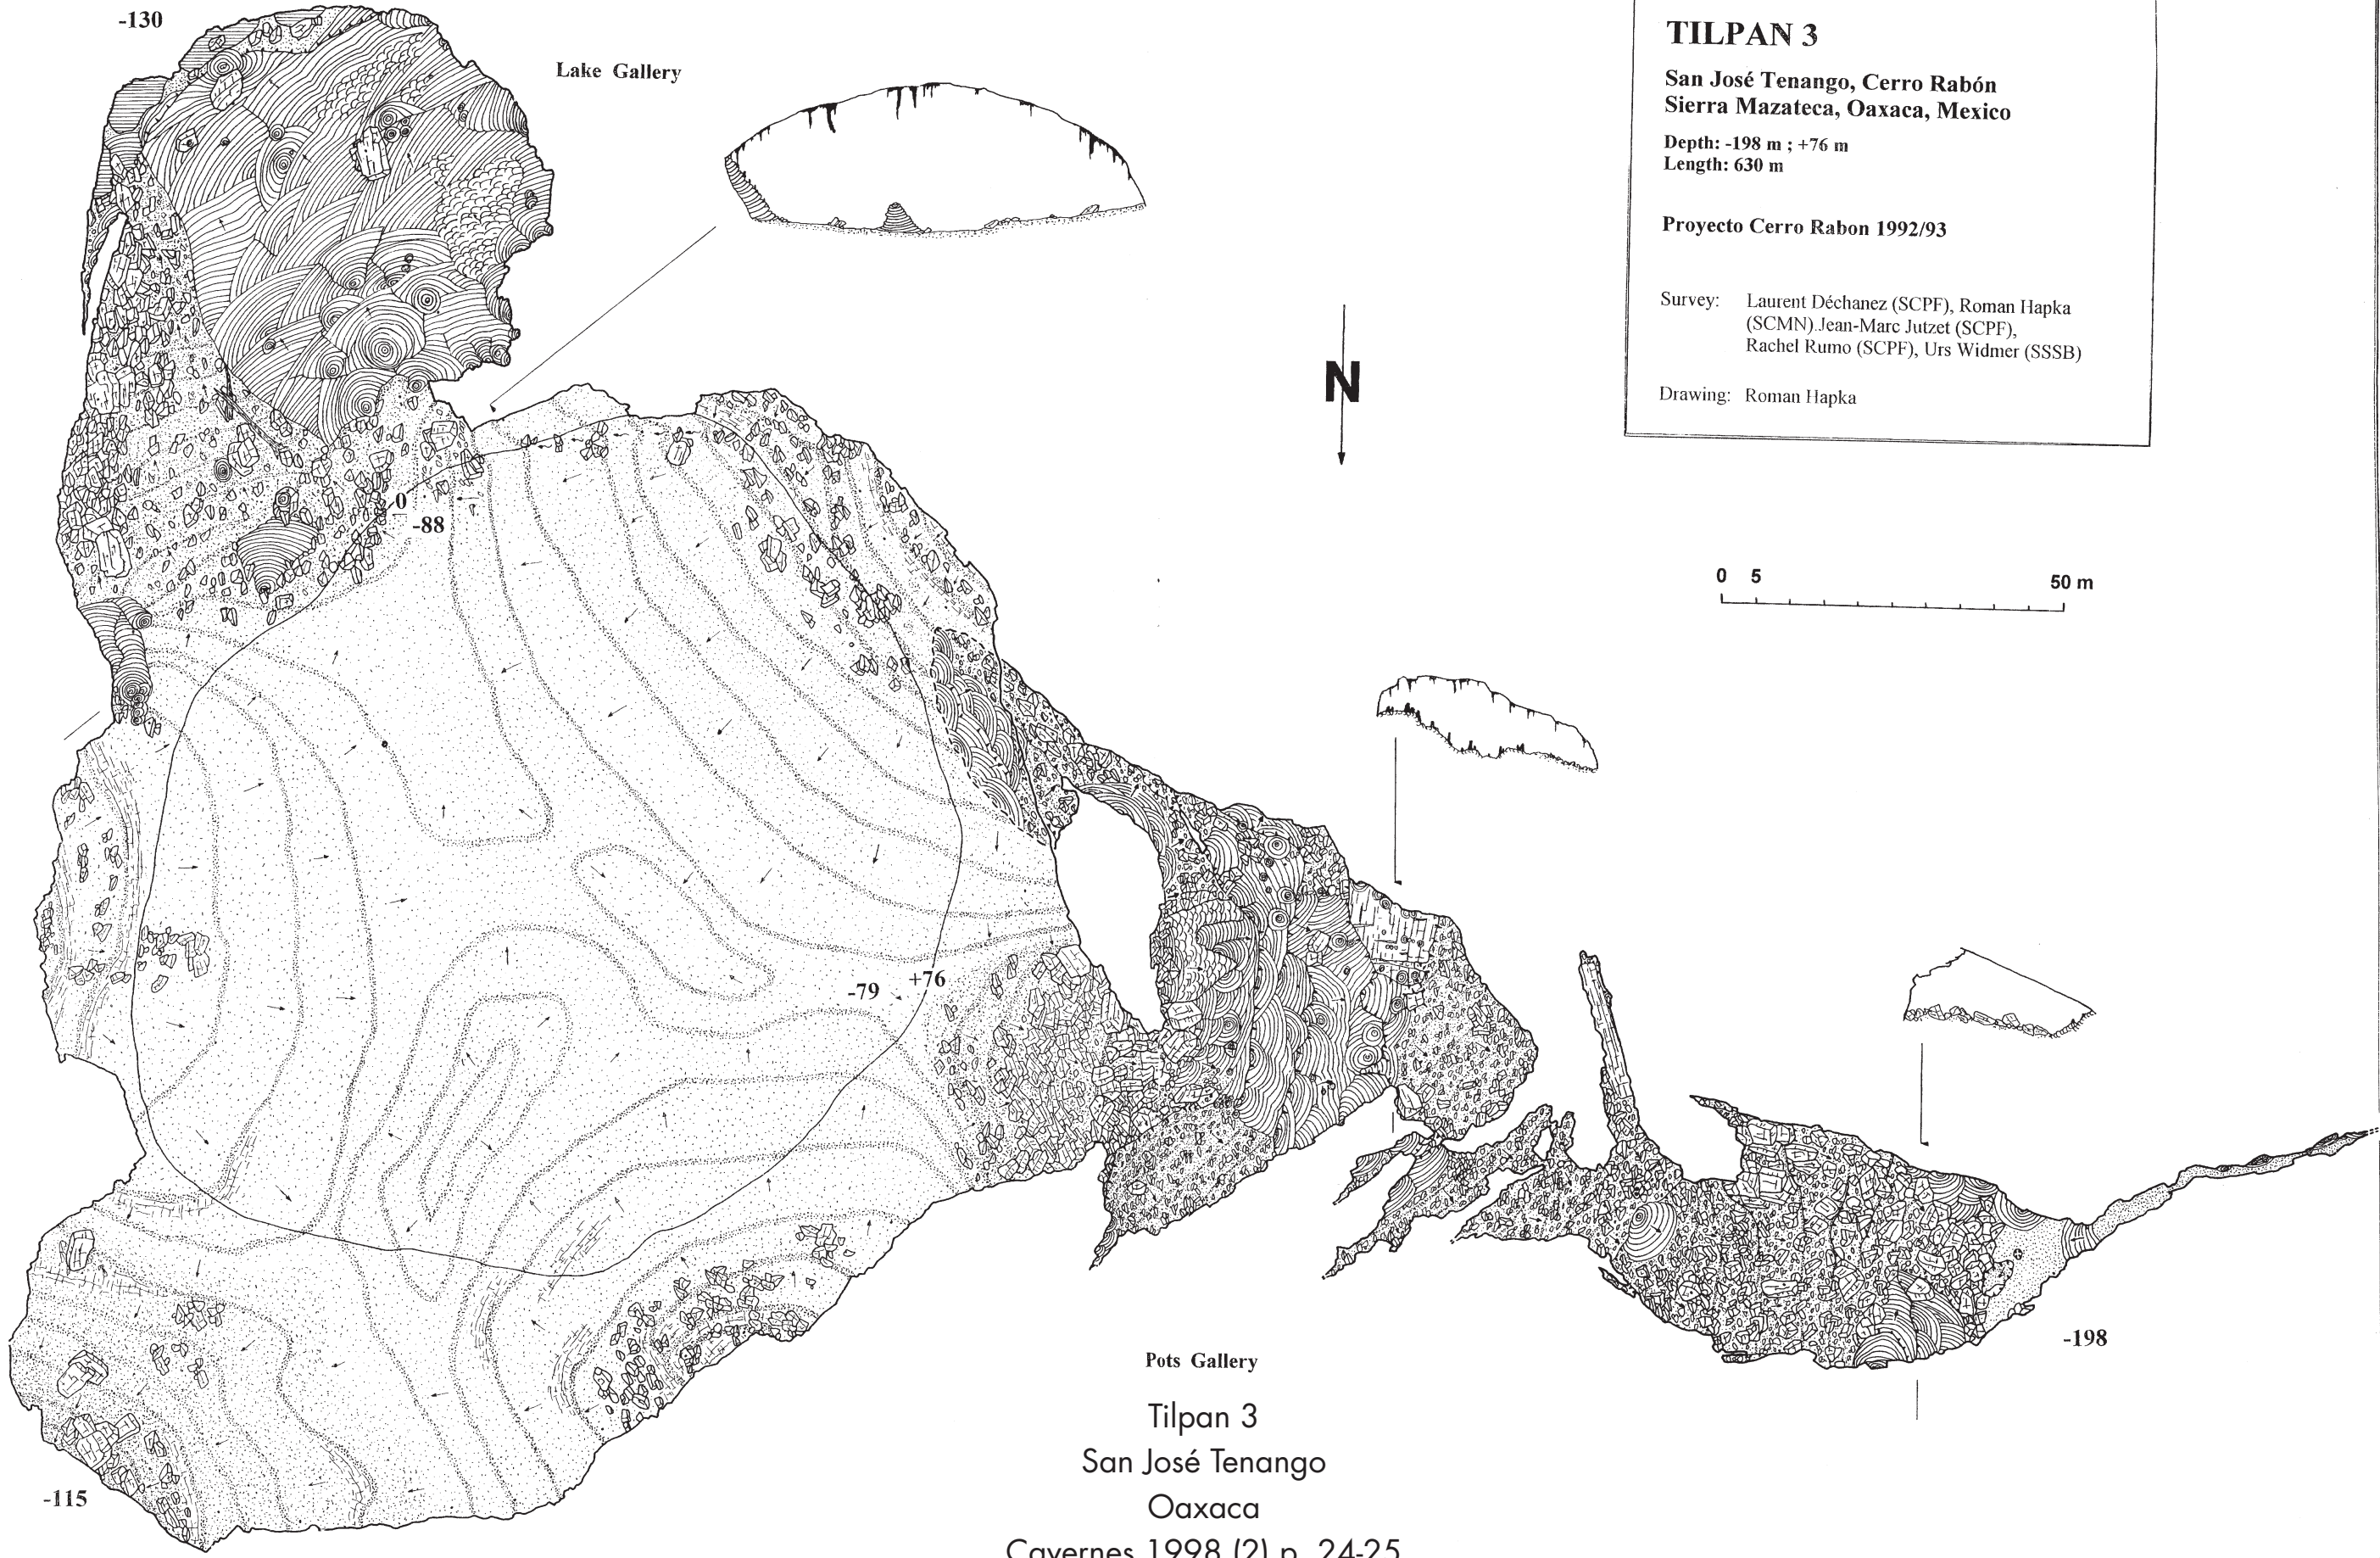 -130
Lake Gallery
TILPAN 3
San José Tenango, Cerro Rabón
Sierra Mazateca, Oaxaca, Mexico
Depth: -198 m ; +76 m
Length: 630 m
Proyecto Cerro Rabon 1992/93
Survey: Laurent Déchanez (SCPF), Roman Hapka
(SCMN).Jean-Marc Jutzet (SCPF),
Rachel Rumo (SCPF), Urs Widmer (SSSB)
Drawing: Roman Hapka
N
0
-88
0 5 50 m
-79 +76
-198
Pots Gallery
-115
Tilpan 3
San José Tenango
Oaxaca
Cavernes 1998 (2) p. 24-25